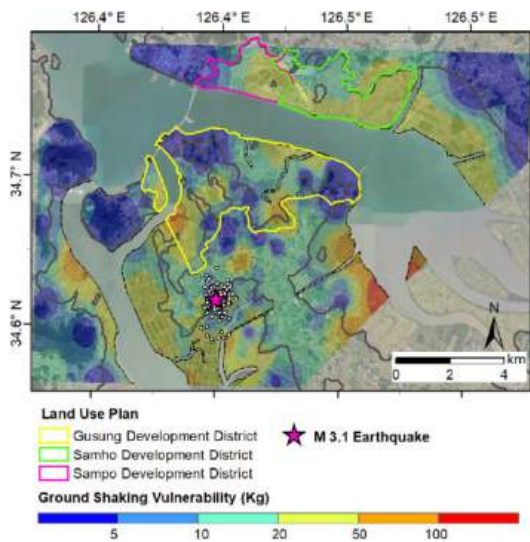 126.4° E 126.4° E 126.5° E 126.5° E
34.7° N
34.6° N
N
0 2 4
km
Land Use Plan
Gusung Development District
M 3.1 Earthquake
Samho Development District
Sampo Development District
Ground Shaking Vulnerability (Kg)
5 10 20 50 100